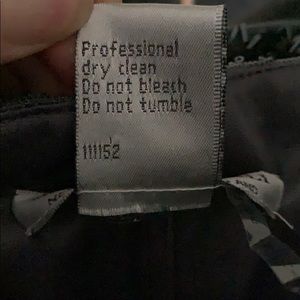 Professional
dry clean
Do not bleach
Do not tumble
111152